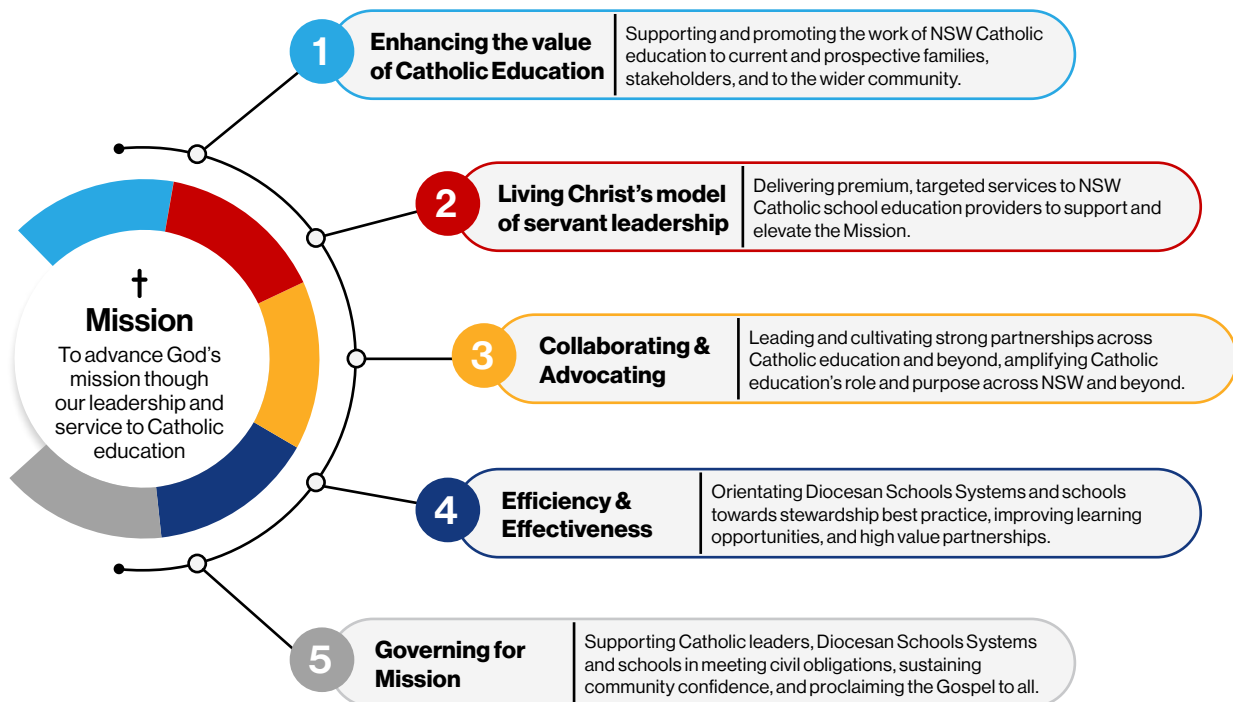 1
Enhancing the value
of Catholic Education
Supporting and promoting the work of NSW Catholic
education to current and prospective families,
stakeholders, and to the wider community.
2
Living Christ’s model
of servant leadership
Delivering premium, targeted services to NSW
Catholic school education providers to support and
elevate the Mission.
Mission
To advance God’s
mission though
our leadership and
service to Catholic
education
3
Collaborating &
Advocating
Leading and cultivating strong partnerships across
Catholic education and beyond, amplifying Catholic
education’s role and purpose across NSW and beyond.
4
Efficiency &
Effectiveness
Orientating Diocesan Schools Systems and schools
towards stewardship best practice, improving learning
opportunities, and high value partnerships.
5
Governing for
Mission
Supporting Catholic leaders, Diocesan Schools Systems
and schools in meeting civil obligations, sustaining
community confidence, and proclaiming the Gospel to all.